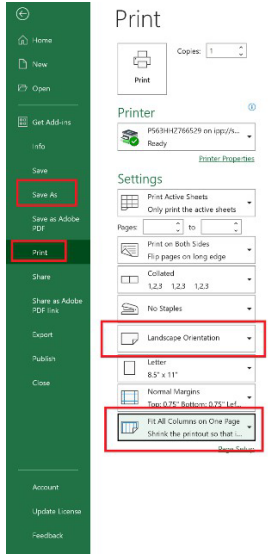 Home
New
Open
Get Add-ins
Info
Save
Save As
Save as Adobe
PDF
Print
Share
Share as Adobe
PDF link
Export
Publish
Close
Account
Update License
Feedback
Print
Copies: 1
Print
Printer
PS63HHZ766529 on ipp://s...
Ready
Printer Properties
Settings
Print Active Sheets
Only print the active sheets
Pages: to
Print on Both Sides
Flip pages on long edge
Collated
1,2,3 1,2,3 1,2,3
No Staples
Landscape Orientation
Letter
8.5" x 11"
Normal Margins
Top: 0.75" Bottom: 0.75" Lef...
Fit All Columns on One Page
Shrink the printout so that i...
Page Setup